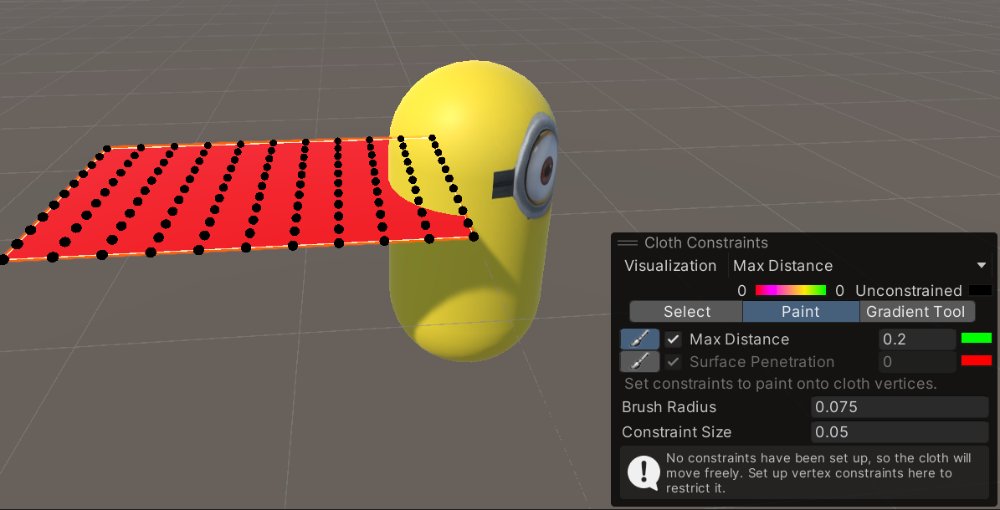 Cloth Constraints
Visualization Max Distance
0 0 Unconstrained
Select Paint Gradient Tool
Max Distance 0.2
Surface Penetration 0
Set constraints to paint onto cloth vertices.
Brush Radius 0.075
Constraint Size 0.05
No constraints have been set up, so the cloth will
move freely. Set up vertex constraints here to
restrict it.